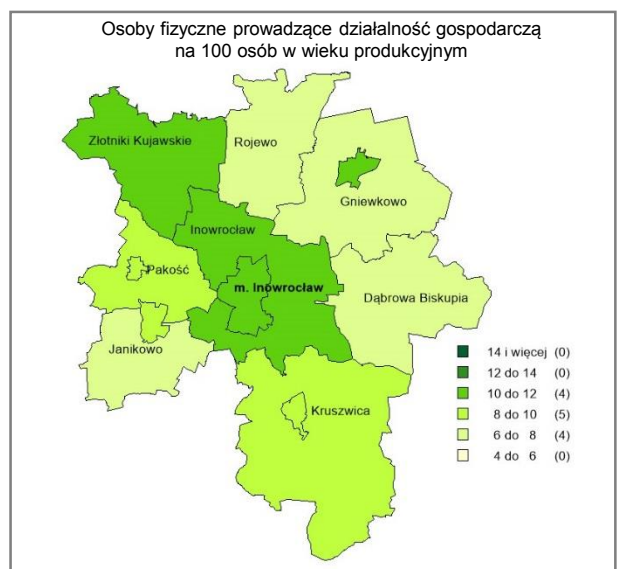 Osoby fizyczne prowadzące działalność gospodarczą
na 100 osób w wieku produkcyjnym
Złotniki Kujawskie
Rojewo
Gniewkowo
Inowrocław
Pakość
m. Inowrocław
Dąbrowa Biskupia
Janikowo
Kruszwica
14 i więcej (0)
12 do 14 (0)
10 do 12 (4)
8 do 10 (5)
6 do 8 (4)
4 do 6 (0)